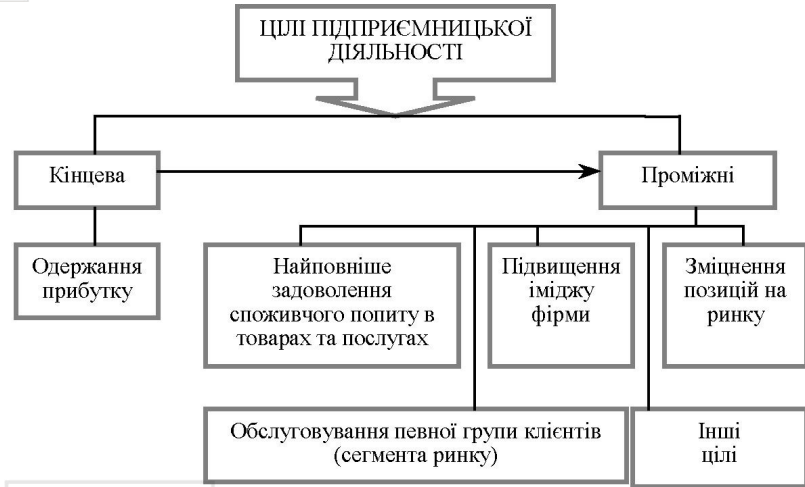 ЦІЛІ ПІДПРИЄМНИЦЬКОЇ
ДІЯЛЬНОСТІ
Кінцева
Проміжні
Одержання
прибутку
Найповніше
задоволення
споживчого попиту в
товарах та послугах
Підвищення
іміджу
фірми
Зміцнення
позицій на
ринку
Обслуговування певної групи клієнтів
(сегмента ринку)
Інші
цілі